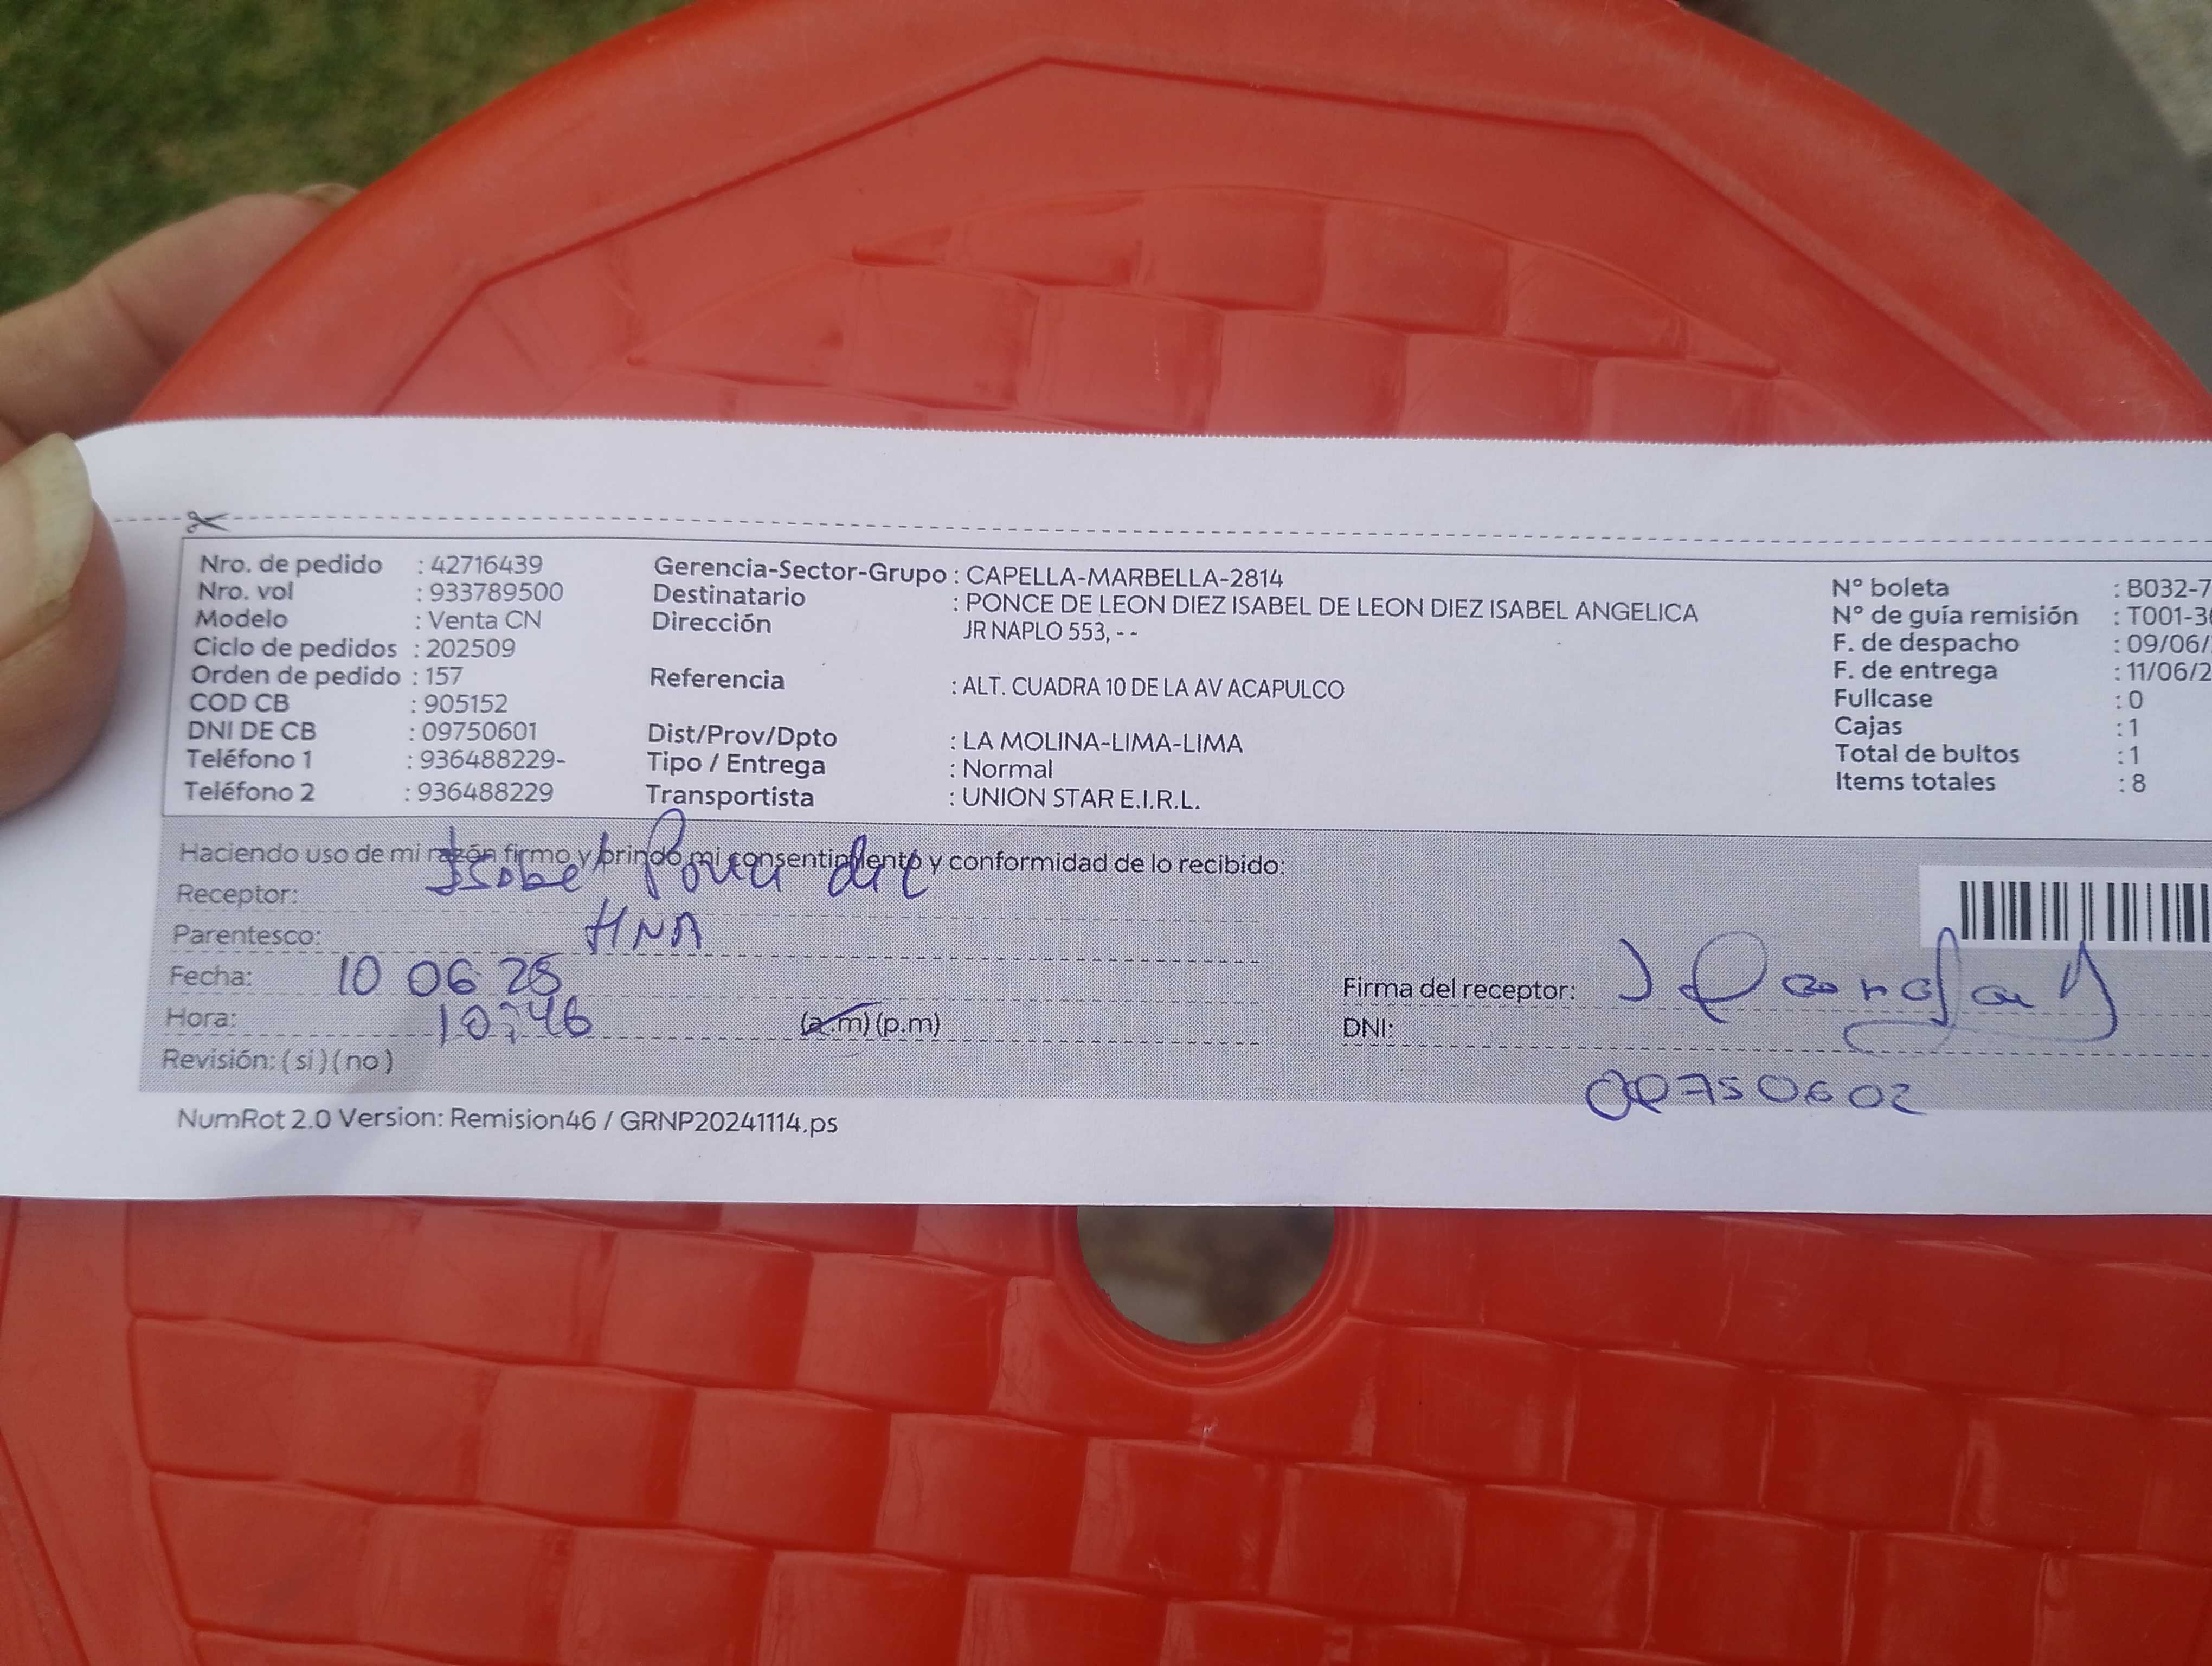 Nro. de pedido : 42716439
Nro. vol : 933789500
Modelo : Venta CN
Ciclo de pedidos : 202509
Orden de pedido : 157
COD CB : 905152
DNI DE CB : 09750601
Teléfono 1 : 936488229-
Teléfono 2 : 936488229
Gerencia-Sector-Grupo : CAPELLA-MARBELLA-2814
Destinatario : PONCE DE LEON DIEZ ISABEL DE LEON DIEZ ISABEL ANGELICA
Dirección JR NAPLO 553, - -
Referencia : ALT. CUADRA 10 DE LA AV ACAPULCO
Dist/Prov/Dpto : LA MOLINA-LIMA-LIMA
Tipo / Entrega : Normal
Transportista : UNION STAR E.I.R.L.
N° boleta : B032-7
N° de guía remisión : T001-3
F. de despacho : 09/06/
F. de entrega : 11/06/2
Fullcase : 0
Cajas : 1
Total de bultos : 1
Items totales : 8
Haciendo uso de mi razón firmo y brindo mi consentimiento y conformidad de lo recibido:
Receptor: Isabel Ponce de
Parentesco: HNA
Fecha: 10 06 25
Hora: 10:46 (a.m) (p.m)
Revisión: ( si ) ( no )
Firma del receptor:
DNI:
09750602
NumRot 2.0 Version: Remision46 / GRNP20241114.ps